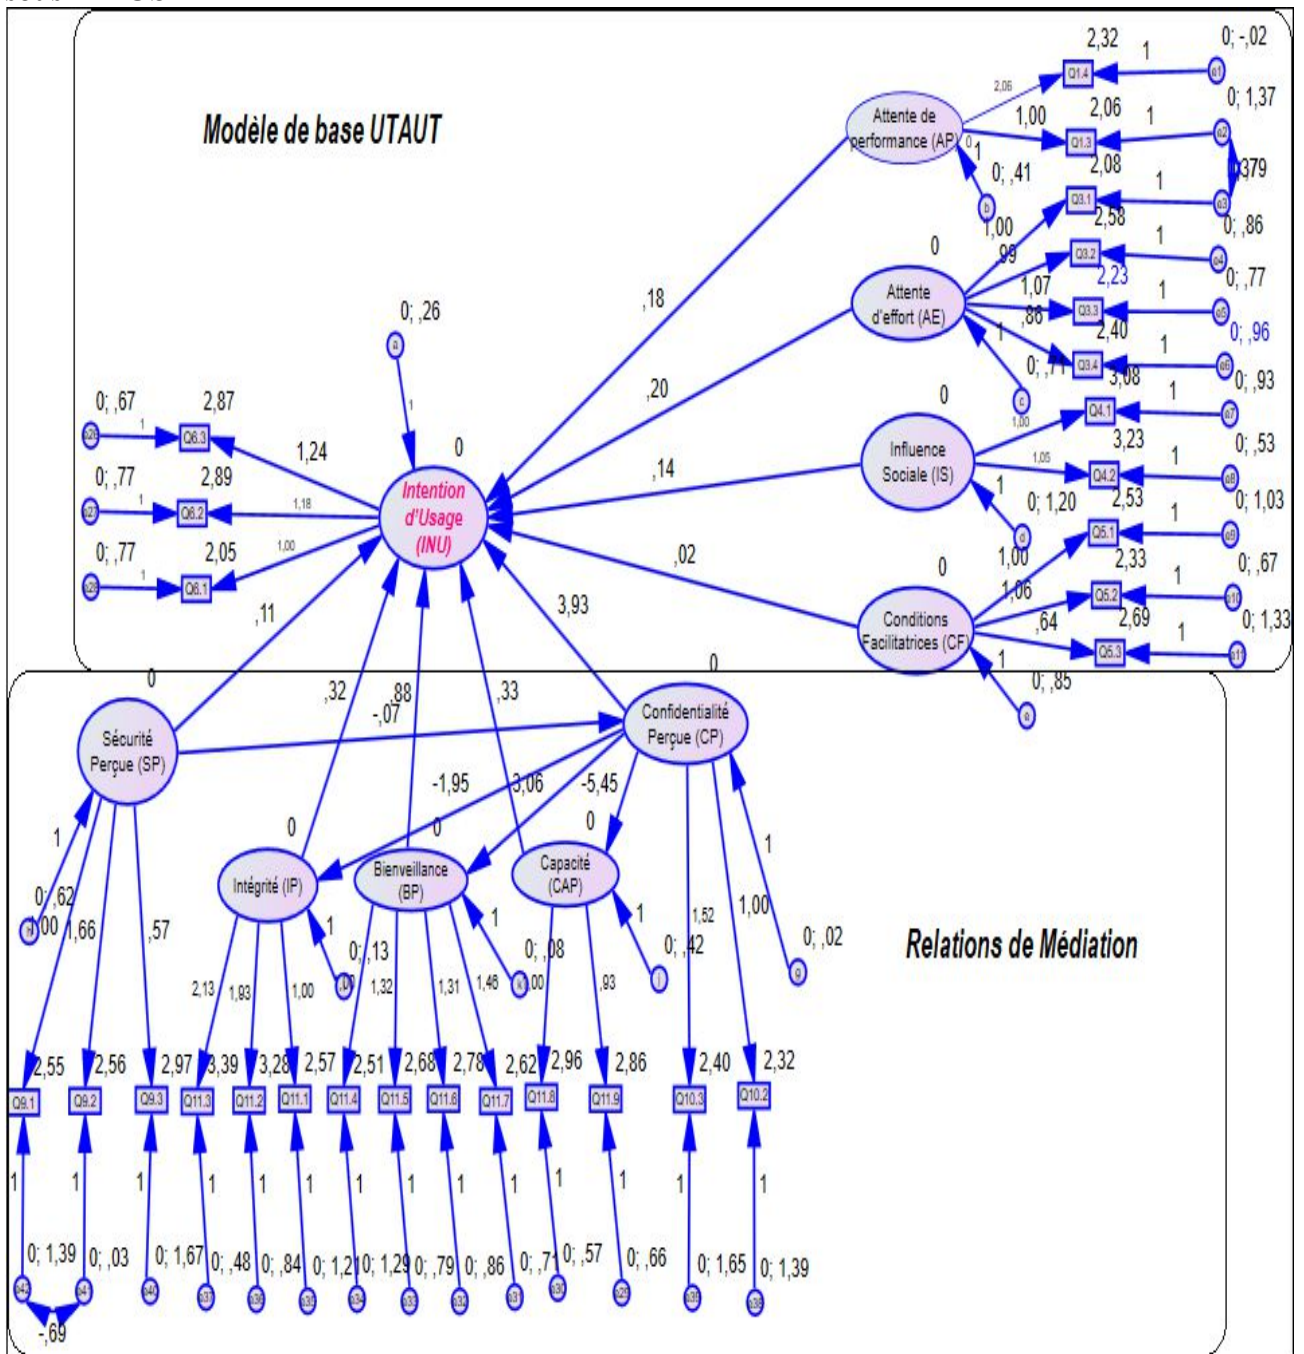 Modèle de base UTAUT
2,32
1
0; -,02
Q1.4
2,06
Attente de
performance (AP)
1,00
2,06
1
0; 1,37
Q1.3
2,08
1
0; ,41
b
Q3.1
1
,99
2,58
0; ,86
Q3.2
1
1,07
2,23
0; ,77
Attente
d'effort (AE)
0
Q3.3
1
2,40
0; ,96
Q3.4
1
1
c
3,08
0; ,93
Q4.1
1
1,00
Influence
Sociale (IS)
0
3,23
0; ,53
Q4.2
1
1,05
1
0; 1,20
d
2,53
0; 1,03
Q5.1
1
1,00
Conditions
Facilitatrices (CF)
0
2,33
0; ,67
Q5.2
1
1,06
2,69
0; 1,33
Q5.3
1
,64
1
0; ,85
,18
,20
,14
,02
0; ,26
1
0
Intention
d'Usage
(INU)
0; ,67
1
2,87
Q6.3
1,24
0; ,77
1
2,89
Q6.2
1,18
0; ,77
1
2,05
Q6.1
1,00
,11
,32
,88
,33
3,93
-,07
0
Sécurité
Perçue (SP)
0
Confidentialité
Perçue (CP)
-1,95
3,06
-5,45
0
Intégrité (IP)
0
Bienveillance
(BP)
0
Capacité
(CAP)
Relations de Médiation
1
0; ,62
1,66
,57
2,13
1,93
1,00
1
0; ,13
1,32
1,31
1,46
1
0; ,08
,93
1
0; ,42
1,52
1,00
1
0; ,02
g
2,55
2,56
2,97
3,39
3,28
2,57
2,51
2,68
2,78
2,62
2,96
2,86
2,40
2,32
Q9.1
Q9.2
Q9.3
Q11.3
Q11.2
Q11.1
Q11.4
Q11.5
Q11.6
Q11.7
Q11.8
Q11.9
Q10.3
Q10.2
1
1
1
1
1
1
1
1
1
1
1
1
1
1
0; 1,39
0; ,03
0; 1,67
0; ,48
0; ,84
0; 1,21
0; 1,29
0; ,79
0; ,86
0; ,71
0; ,57
0; ,66
0; 1,65
0; 1,39
-,69